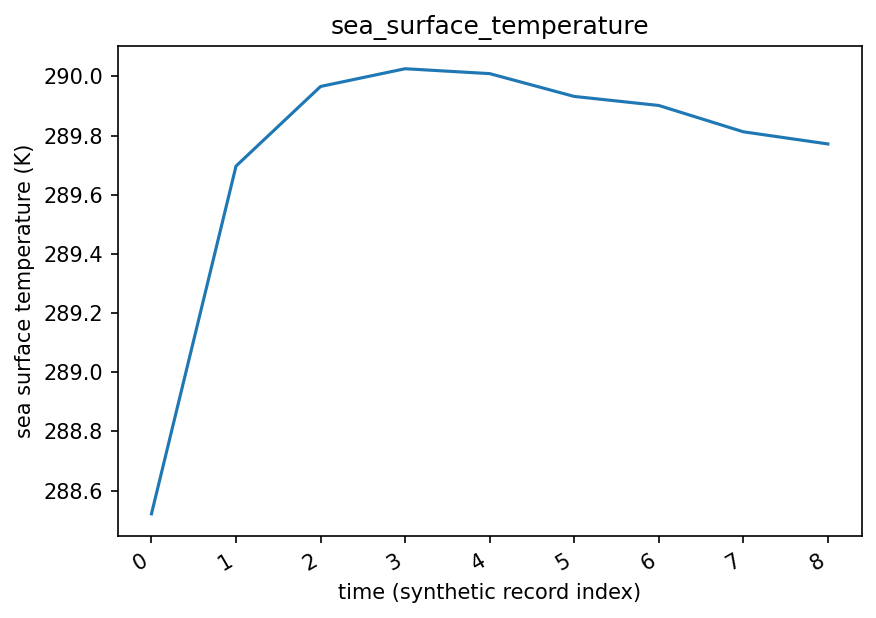 sea_surface_temperature
sea surface temperature (K)
290.0
289.8
289.6
289.4
289.2
289.0
288.8
288.6
0 1 2 3 4 5 6 7 8
time (synthetic record index)